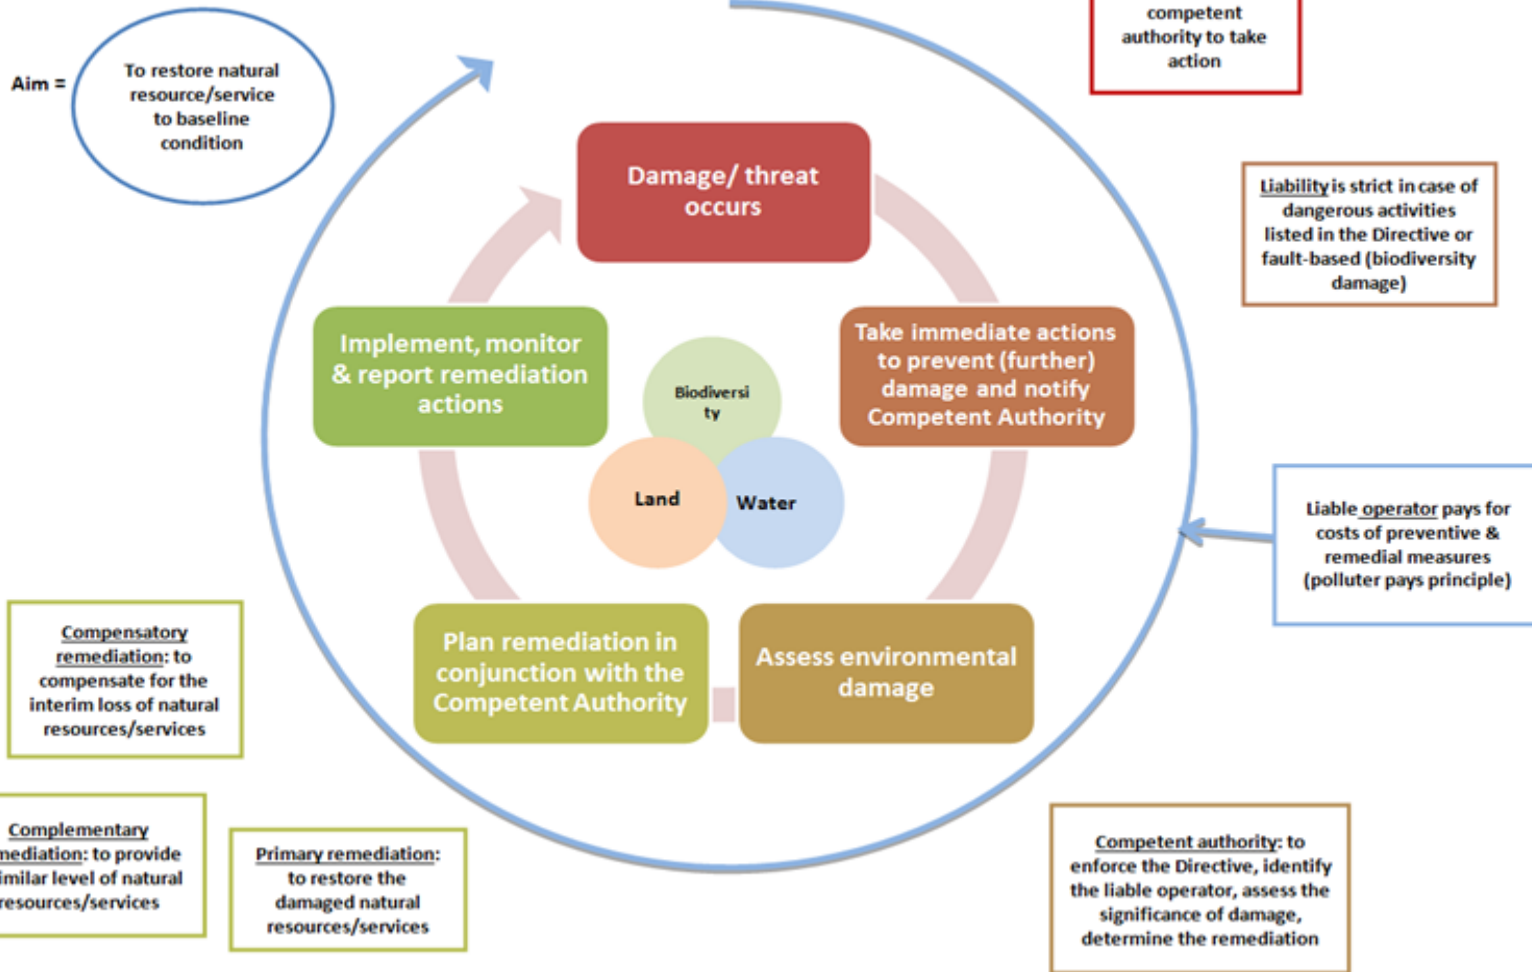 competent
authority to take
action
Aim =
To restore natural
resource/service
to baseline
condition
Damage/ threat
occurs
Liability is strict in case of
dangerous activities
listed in the Directive or
fault-based (biodiversity
damage)
Implement, monitor
& report remediation
actions
Take immediate actions
to prevent (further)
damage and notify
Competent Authority
Biodiversi
ty
Land
Water
Liable operator pays for
costs of preventive &
remedial measures
(polluter pays principle)
Plan remediation in
conjunction with the
Competent Authority
Assess environmental
damage
Compensatory
remediation: to
compensate for the
interim loss of natural
resources/services
Complementary
mediation: to provide
imilar level of natural
resources/services
Primary remediation:
to restore the
damaged natural
resources/services
Competent authority: to
enforce the Directive, identify
the liable operator, assess the
significance of damage,
determine the remediation